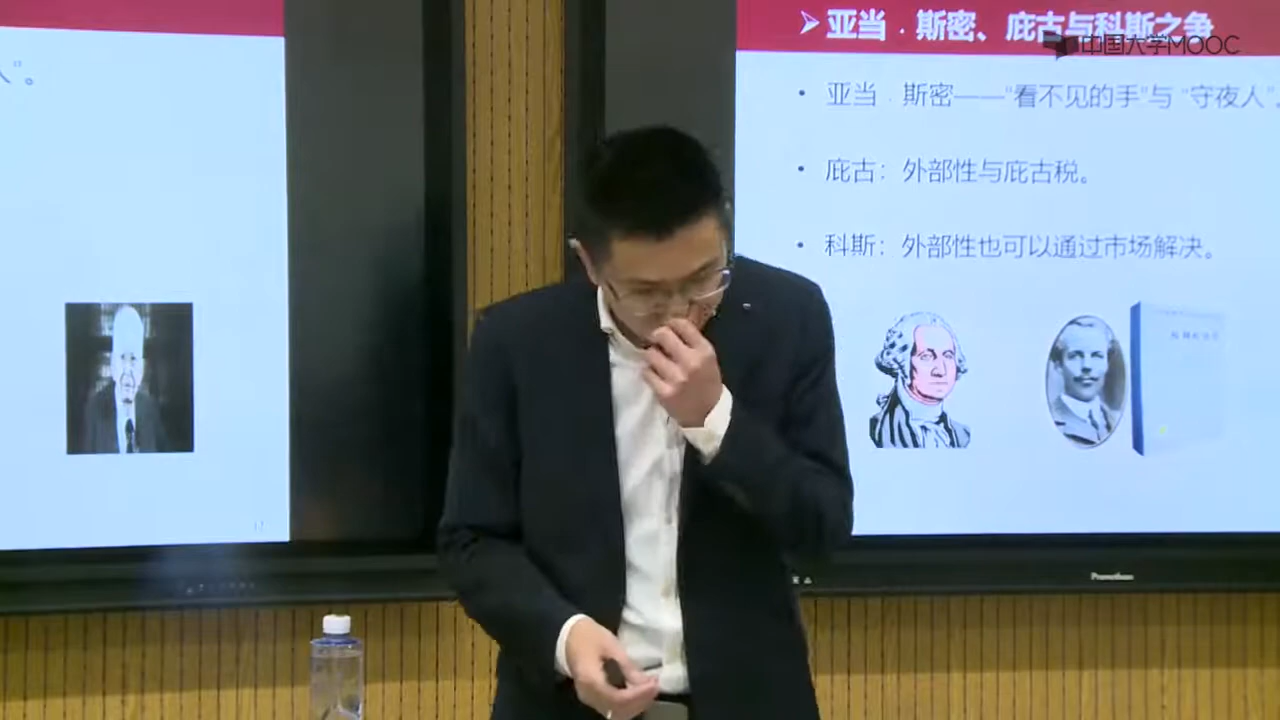 人”。
➢ 亚当．斯密、庇古与科斯之争
中国大学MOOC
• 亚当．斯密——“看不见的手”与 “守夜人”
• 庇古：外部性与庇古税。
• 科斯：外部性也可以通过市场解决。
17
Promethean